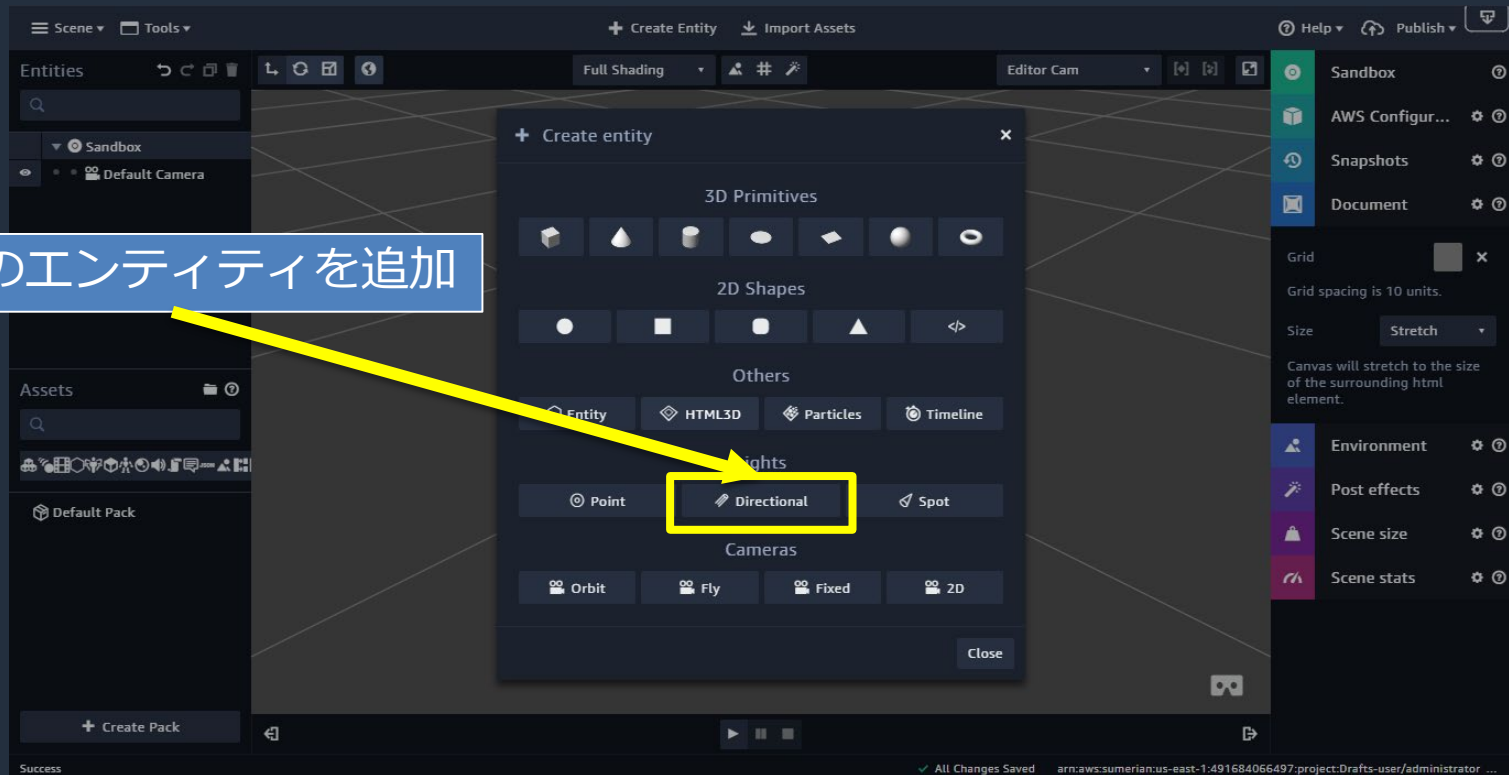 Scene Tools Create Entity Import Assets Help Publish
Entities Full Shading Editor Cam
Sandbox
Default Camera
のエンティティを追加
Assets
Default Pack
Create Pack
Create entity
3D Primitives
2D Shapes
</>
Others
Entity HTML3D Particles Timeline
ights
Point Directional Spot
Cameras
Orbit Fly Fixed 2D
Close
Sandbox
AWS Configur...
Snapshots
Document
Grid
Grid spacing is 10 units.
Size Stretch
Canvas will stretch to the size
of the surrounding html
element.
Environment
Post effects
Scene size
Scene stats
Success All Changes Saved arn:aws:sumerian:us-east-1:491684066497:project:Drafts-user/administrator ...